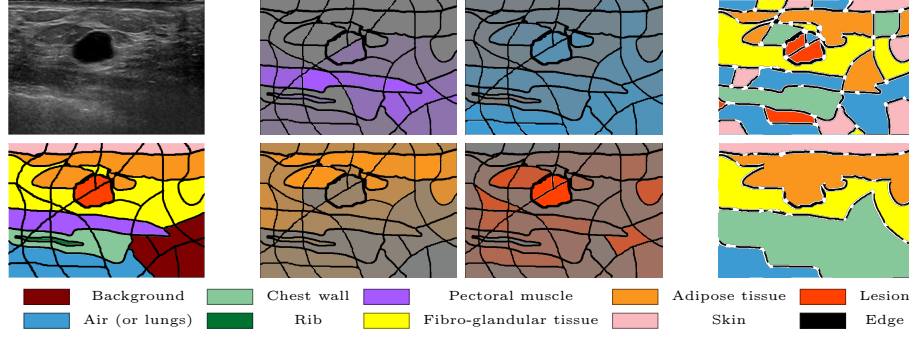 Background Chest wall Pectoral muscle Adipose tissue Lesion
Air (or lungs) Rib Fibro-glandular tissue Skin Edge